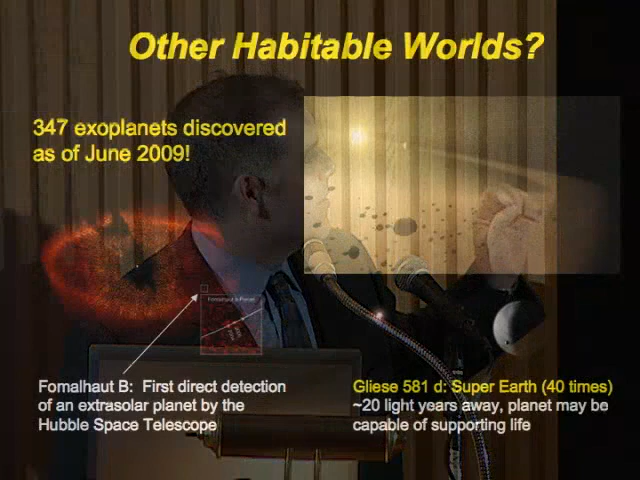 Other Habitable Worlds?
347 exoplanets discovered
as of June 2009!
Fomalhaut b Planet
Fomalhaut B: First direct detection
of an extrasolar planet by the
Hubble Space Telescope
Gliese 581 d: Super Earth (40 times)
~20 light years away, planet may be
capable of supporting life